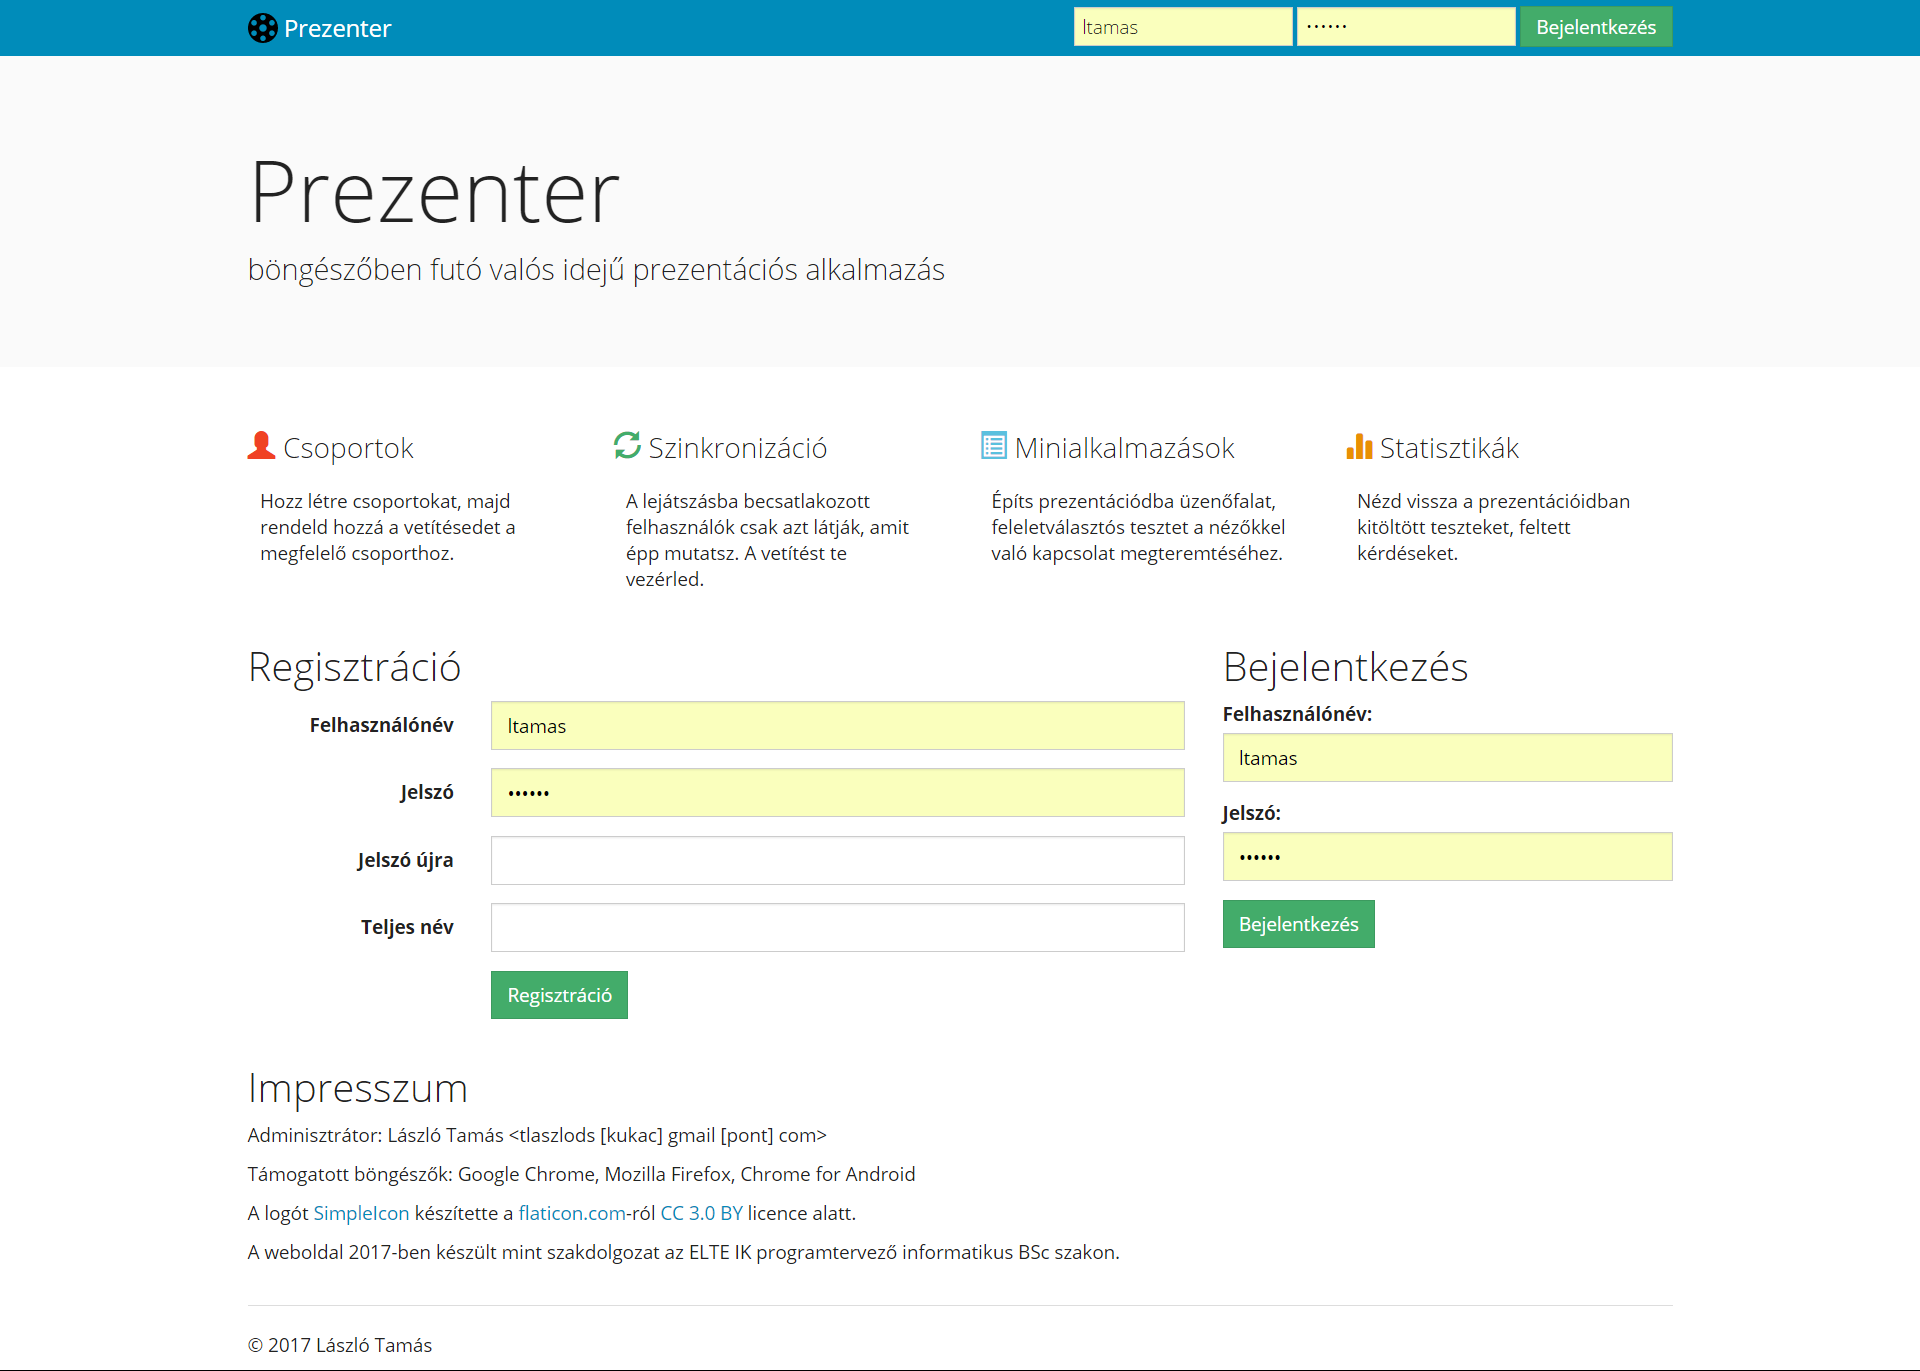 Prezenter
ltamas
••••••
Bejelentkezés
Prezenter
böngészőben futó valós idejű prezentációs alkalmazás
Csoportok
Hozz létre csoportokat, majd
rendeld hozzá a vetítésedet a
megfelelő csoporthoz.
Szinkronizáció
A lejátszásba becsatlakozott
felhasználók csak azt látják, amit
épp mutatsz. A vetítést te
vezérled.
Minialkalmazások
Építs prezentációdba üzenőfalat,
feleletválasztós tesztet a nézőkkel
való kapcsolat megteremtéséhez.
Statisztikák
Nézd vissza a prezentációidban
kitöltött teszteket, feltett
kérdéseket.
Regisztráció
Felhasználónév
ltamas
Jelszó
••••••
Jelszó újra
Teljes név
Regisztráció
Bejelentkezés
Felhasználónév:
ltamas
Jelszó:
••••••
Bejelentkezés
Impresszum
Adminisztrátor: László Tamás <tlaszlods [kukac] gmail [pont] com>
Támogatott böngészők: Google Chrome, Mozilla Firefox, Chrome for Android
A logót SimpleIcon készítette a flaticon.com-ról CC 3.0 BY licence alatt.
A weboldal 2017-ben készült mint szakdolgozat az ELTE IK programtervező informatikus BSc szakon.
© 2017 László Tamás